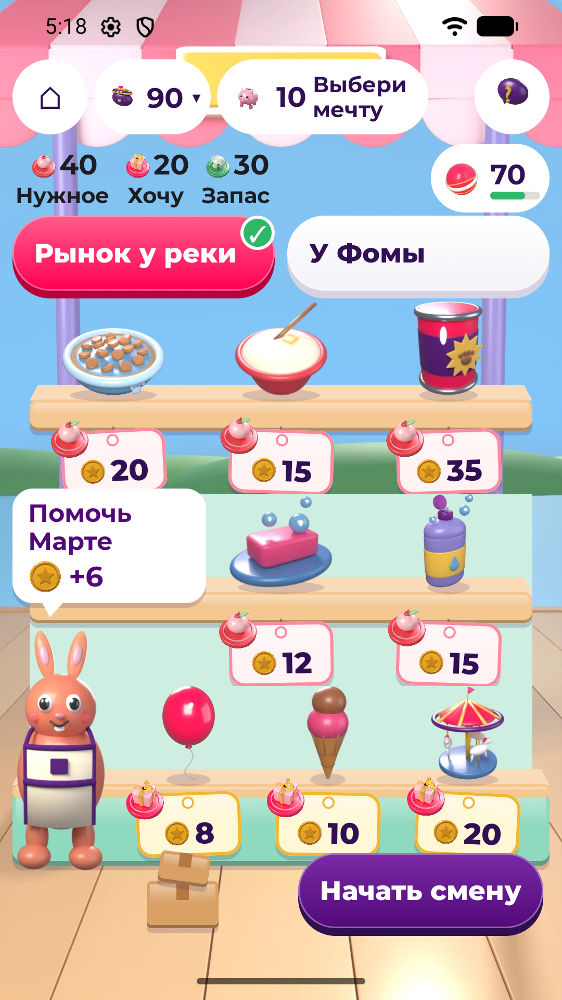 5:18
90 ▾
10 Выбери мечту
?
40
20
30
Нужное
Хочу
Запас
70
Рынок у реки
✓
У Фомы
20
15
35
Помочь
Марте
+6
12
15
8
10
20
Начать смену